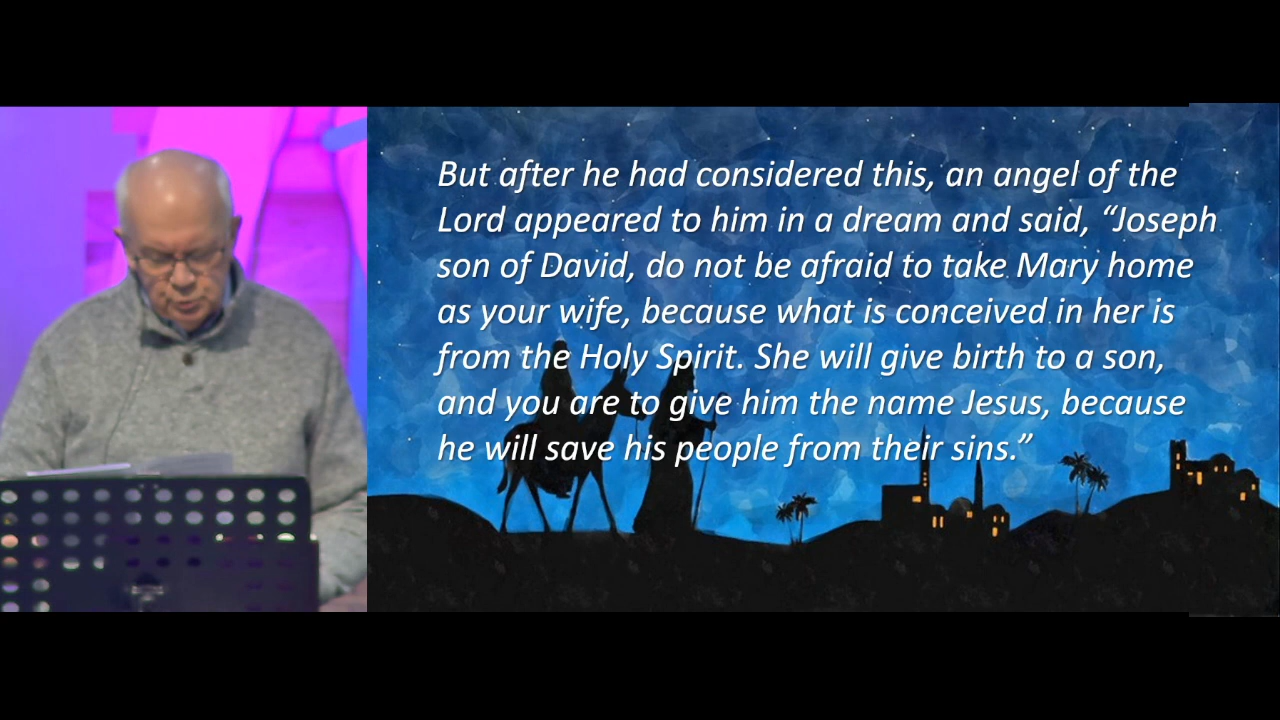 But after he had considered this, an angel of the
Lord appeared to him in a dream and said, “Joseph
son of David, do not be afraid to take Mary home
as your wife, because what is conceived in her is
from the Holy Spirit. She will give birth to a son,
and you are to give him the name Jesus, because
he will save his people from their sins.”